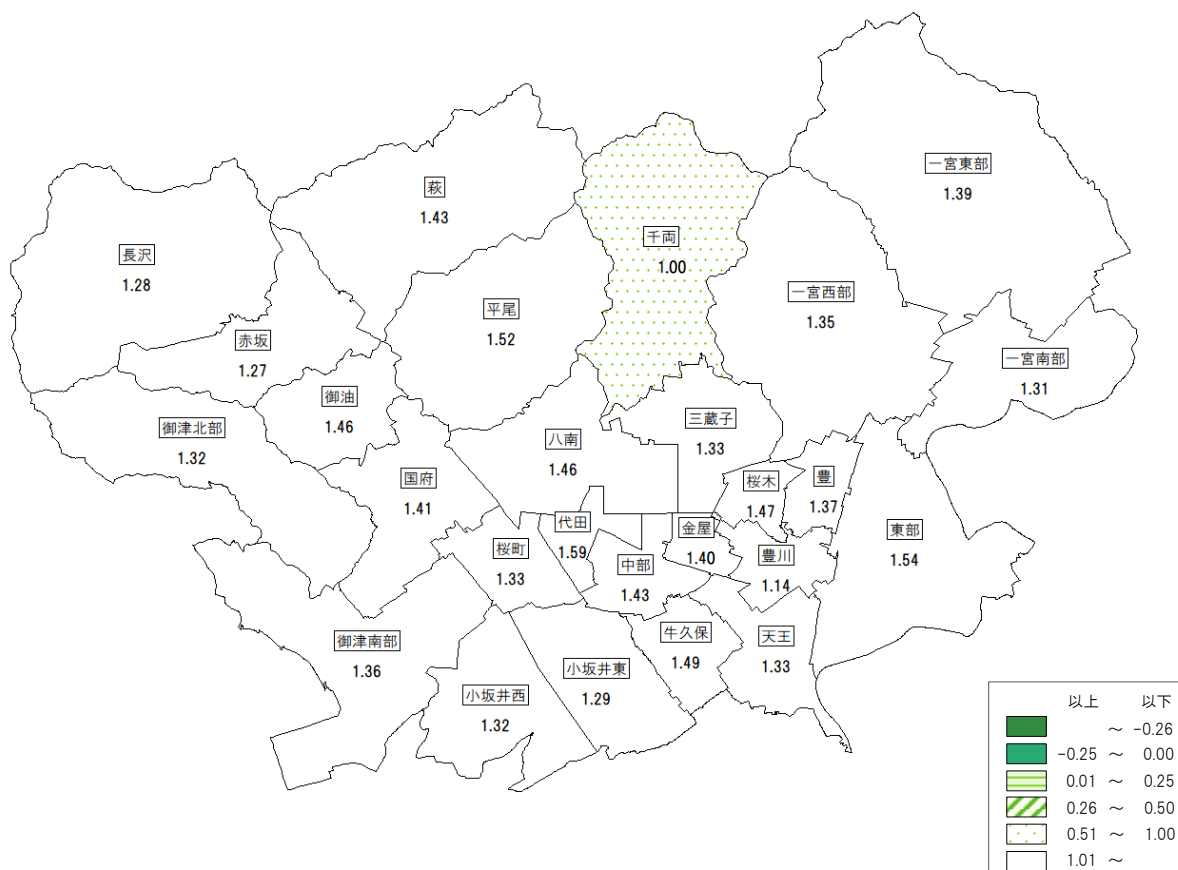 一宮東部
1.39
萩
1.43
千両
1.00
長沢
1.28
一宮西部
1.35
平尾
1.52
赤坂
1.27
一宮南部
1.31
御油
1.46
三蔵子
1.33
御津北部
1.32
八南
1.46
国府
1.41
桜木
1.47
豊
1.37
代田
1.59
金屋
1.40
東部
1.54
桜町
1.33
中部
1.43
豊川
1.14
御津南部
1.36
牛久保
1.49
天王
1.33
小坂井東
1.29
小坂井西
1.32
以上 以下
～ -0.26
-0.25 ～ 0.00
0.01 ～ 0.25
0.26 ～ 0.50
0.51 ～ 1.00
1.01 ～